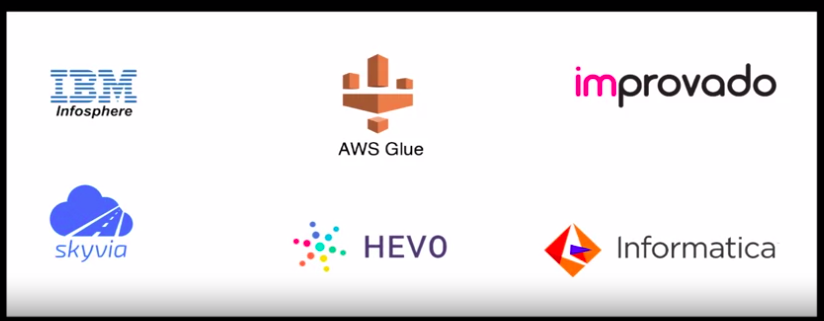 IBM
Infosphere
AWS Glue
improvado
skyvia
HEVO
Informatica